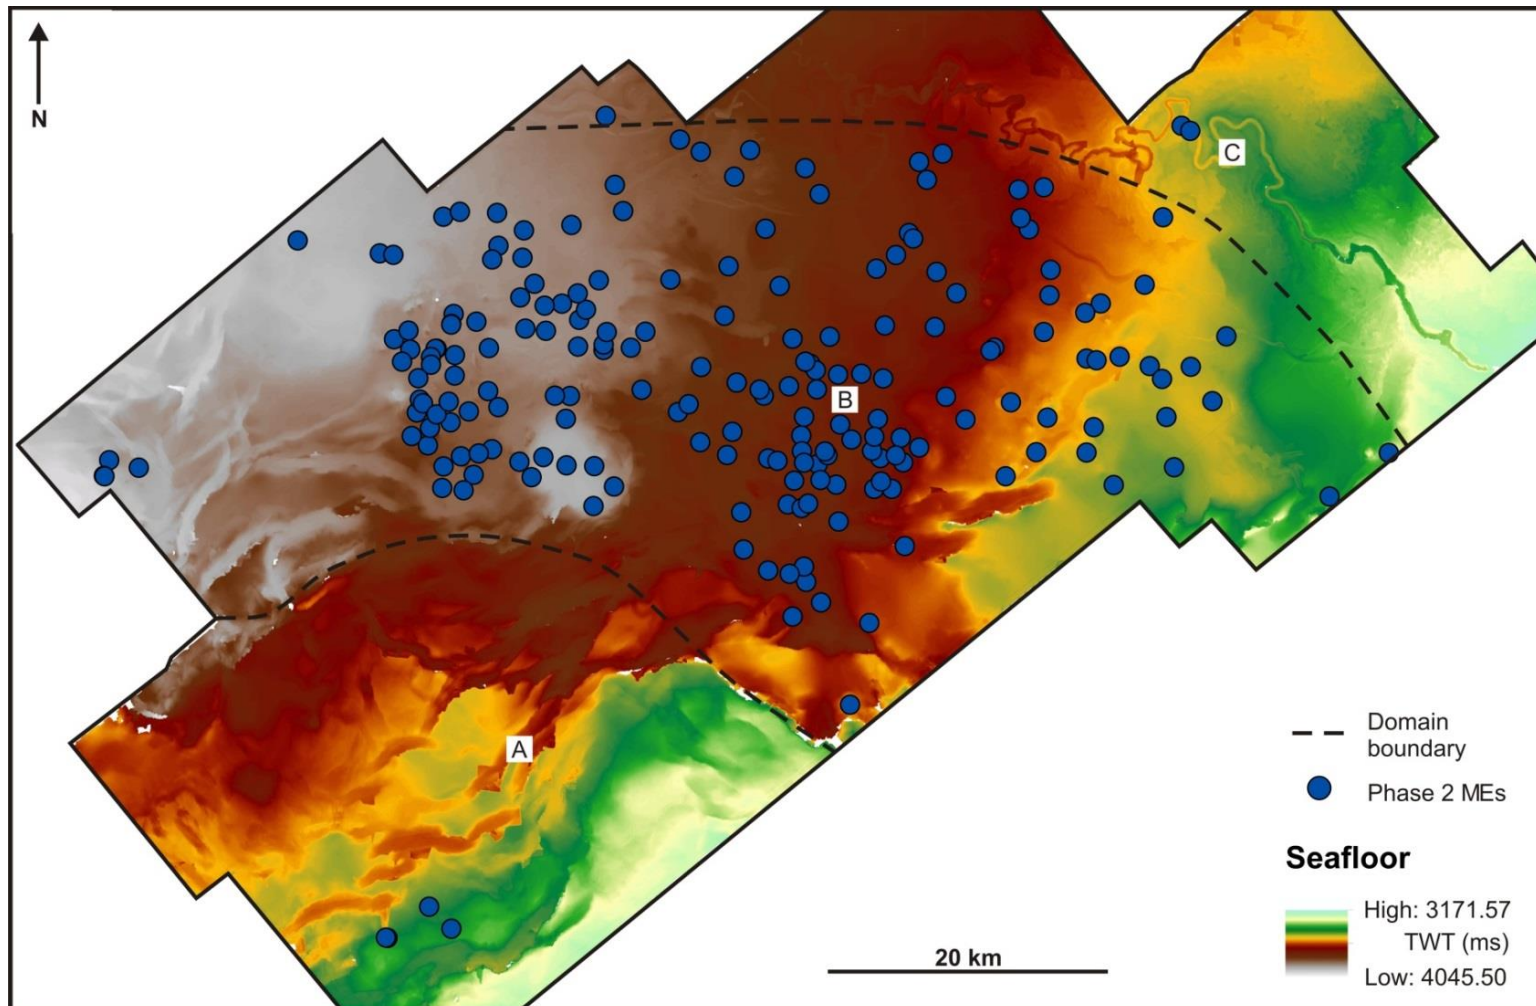 N
C
B
A
Domain
boundary
Phase 2 MEs
Seafloor
High: 3171.57
TWT (ms)
Low: 4045.50
20 km